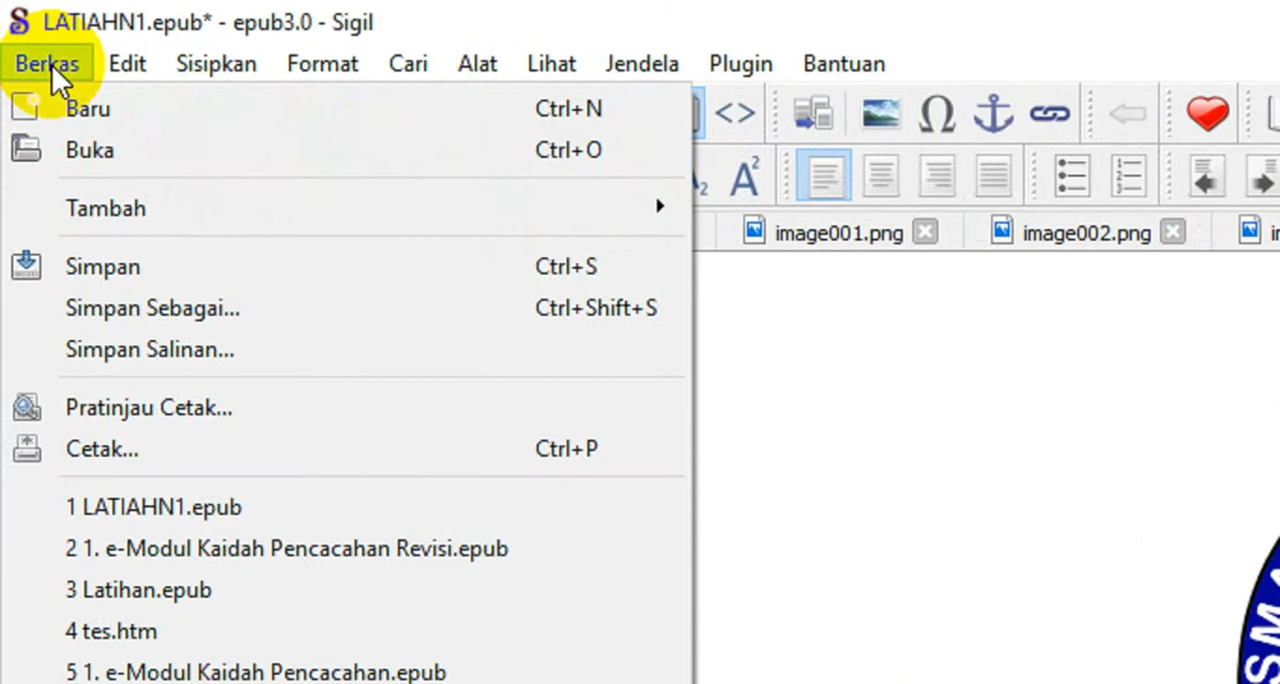 LATIAHN1.epub* - epub3.0 - Sigil
Berkas Edit Sisipkan Format Cari Alat Lihat Jendela Plugin Bantuan
Baru Ctrl+N
Buka Ctrl+O
Tambah
Simpan Ctrl+S
Simpan Sebagai... Ctrl+Shift+S
Simpan Salinan...
Pratinjau Cetak...
Cetak... Ctrl+P
1 LATIAHN1.epub
2 1. e-Modul Kaidah Pencacahan Revisi.epub
3 Latihan.epub
4 tes.htm
5 1. e-Modul Kaidah Pencacahan.epub
image001.png
image002.png
SMA